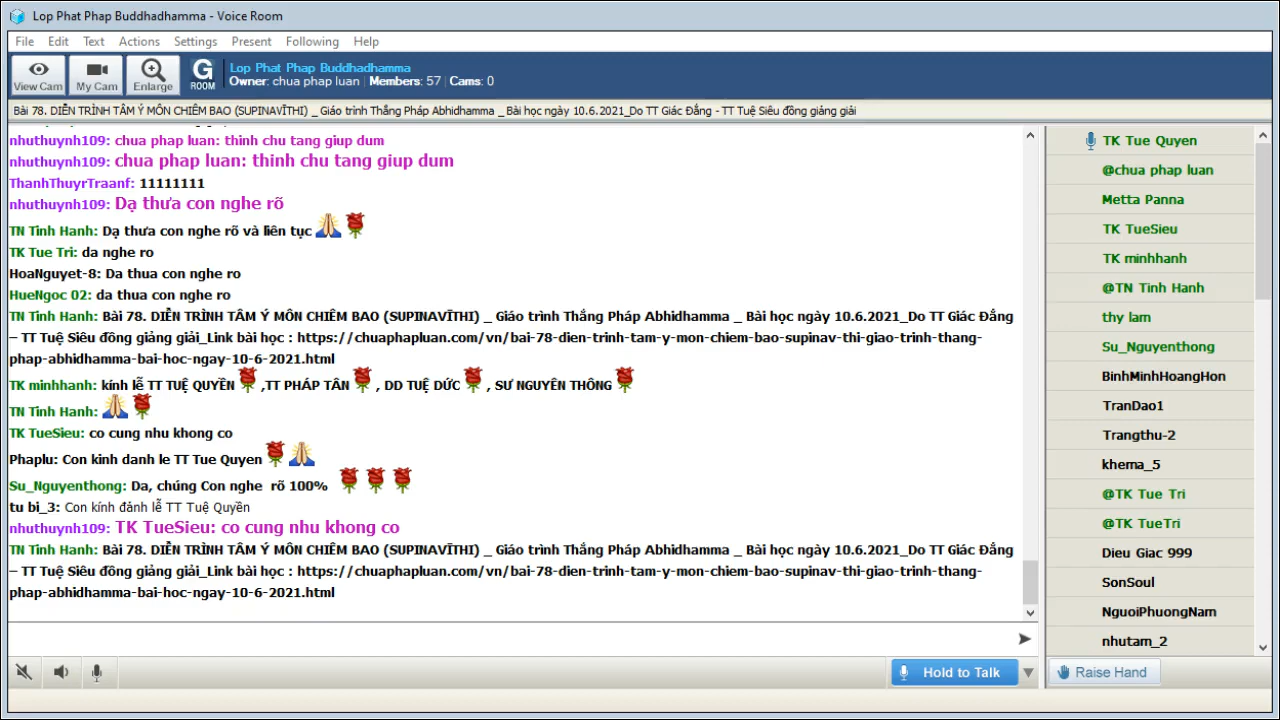 Lop Phat Phap Buddhadhamma - Voice Room
File Edit Text Actions Settings Present Following Help
View Cam My Cam Enlarge G ROOM
Lop Phat Phap Buddhadhamma
Owner: chua phap luan Members: 57 Cams: 0
Bài 78. DIỄN TRÌNH TÂM Ý MÔN CHIÊM BAO (SUPINAVĪTHI) _ Giáo trình Thắng Pháp Abhidhamma _ Bài học ngày 10.6.2021_Do TT Giác Đẳng - TT Tuệ Siêu đồng giảng giải
nhuthuynh109: chua phap luan: thinh chu tang giup dum
nhuthuynh109: chua phap luan: thinh chu tang giup dum
ThanhThuyrTraanf: 11111111
nhuthuynh109: Dạ thưa con nghe rõ
TN Tinh Hanh: Dạ thưa con nghe rõ và liên tục
TK Tue Tri: da nghe ro
HoaNguyet-8: Da thua con nghe ro
HueNgoc 02: da thua con nghe ro
TN Tinh Hanh: Bài 78. DIỄN TRÌNH TÂM Ý MÔN CHIÊM BAO (SUPINAVĪTHI) _ Giáo trình Thắng Pháp Abhidhamma _ Bài học ngày 10.6.2021_Do TT Giác Đẳng
– TT Tuệ Siêu đồng giảng giải_Link bài học : https://chuaphapluan.com/vn/bai-78-dien-trinh-tam-y-mon-chiem-bao-supinav-thi-giao-trinh-thang-
phap-abhidhamma-bai-hoc-ngay-10-6-2021.html
TK minhhanh: kính lễ TT TUỆ QUYỀN ,TT PHÁP TÂN , DD TUỆ DỨC , SƯ NGUYÊN THÔNG
TN Tinh Hanh:
TK TueSieu: co cung nhu khong co
Phaplu: Con kinh danh le TT Tue Quyen
Su_Nguyenthong: Da, chúng Con nghe rõ 100%
tu bi_3: Con kính đảnh lễ TT Tuệ Quyền
nhuthuynh109: TK TueSieu: co cung nhu khong co
TN Tinh Hanh: Bài 78. DIỄN TRÌNH TÂM Ý MÔN CHIÊM BAO (SUPINAVĪTHI) _ Giáo trình Thắng Pháp Abhidhamma _ Bài học ngày 10.6.2021_Do TT Giác Đẳng
– TT Tuệ Siêu đồng giảng giải_Link bài học : https://chuaphapluan.com/vn/bai-78-dien-trinh-tam-y-mon-chiem-bao-supinav-thi-giao-trinh-thang-
phap-abhidhamma-bai-hoc-ngay-10-6-2021.html
Hold to Talk
TK Tue Quyen
@chua phap luan
Metta Panna
TK TueSieu
TK minhhanh
@TN Tinh Hanh
thy lam
Su_Nguyenthong
BinhMinhHoangHon
TranDao1
Trangthu-2
khema_5
@TK Tue Tri
@TK TueTri
Dieu Giac 999
SonSoul
NguoiPhuongNam
nhutam_2
Raise Hand